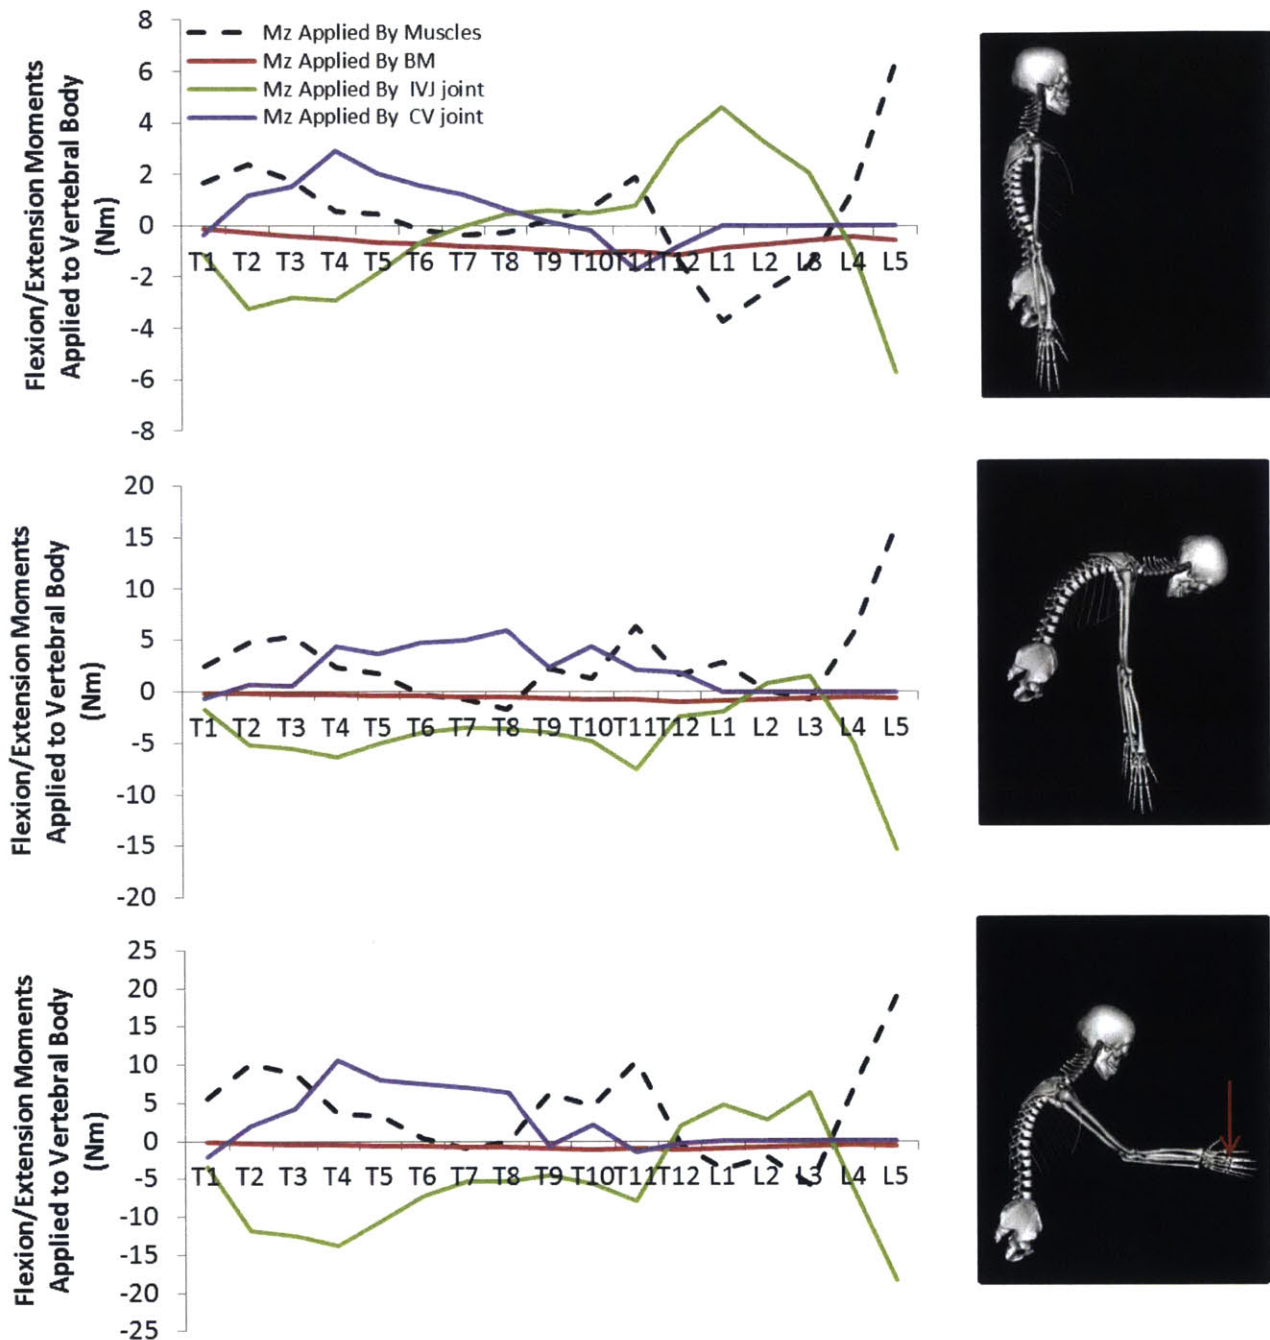 Flexion/Extension Moments
Applied to Vertebral Body
(Nm)
8
6
4
2
0
-2
-4
-6
-8
Mz Applied By Muscles
Mz Applied By BM
Mz Applied By IVJ joint
Mz Applied By CV joint
T1 T2 T3 T4 T5 T6 T7 T8 T9 T10 T11 T12 L1 L2 L3 L4 L5
Flexion/Extension Moments
Applied to Vertebral Body
(Nm)
20
15
10
5
0
-5
-10
-15
-20
T1 T2 T3 T4 T5 T6 T7 T8 T9 T10 T11 T12 L1 L2 L3 L4 L5
Flexion/Extension Moments
Applied to Vertebral Body
(Nm)
25
20
15
10
5
0
-5
-10
-15
-20
-25
T1 T2 T3 T4 T5 T6 T7 T8 T9 T10 T11 T12 L1 L2 L3 L4 L5